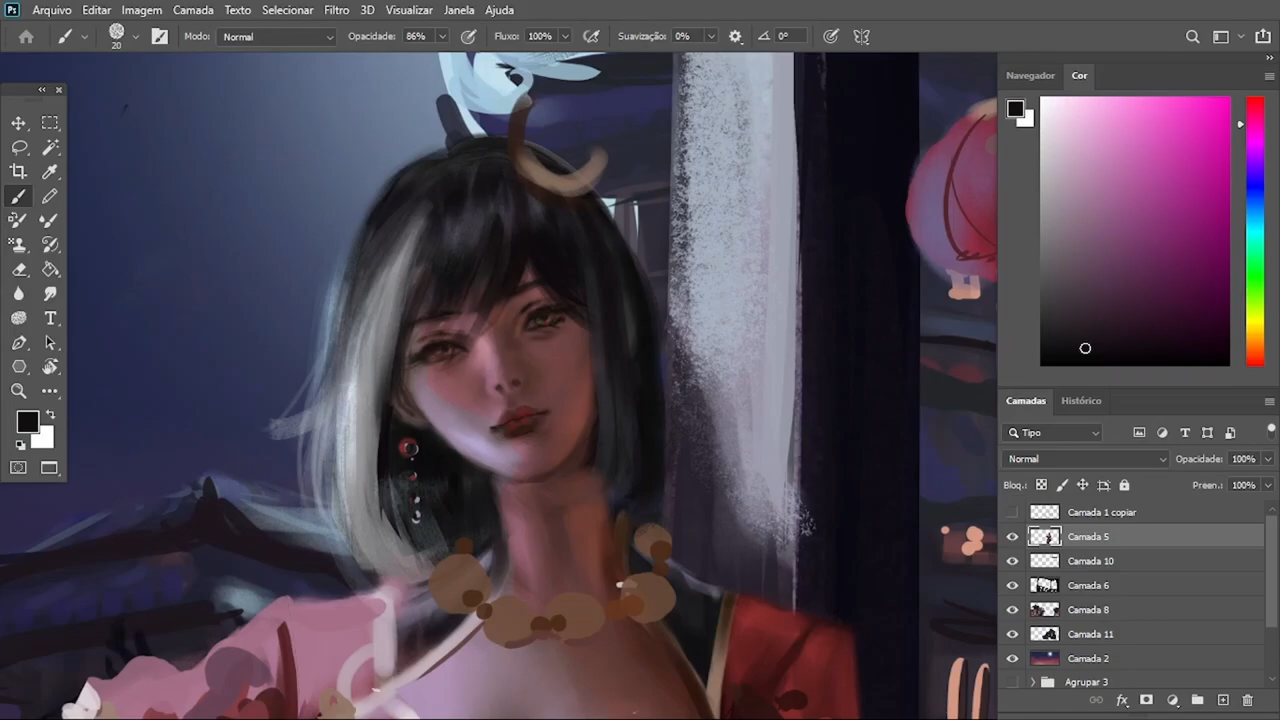 Ps Arquivo Editar Imagem Camada Texto Selecionar Filtro 3D Visualizar Janela Ajuda
20 Modo: Normal Opacidade: 86% Fluxo: 100% Suavização: 0% 0°
Navegador Cor
T
Camadas Histórico
Tipo
Normal Opacidade: 100%
Bloq.: Preen.: 100%
Camada 1 copiar
Camada 5
Camada 10
Camada 6
Camada 8
Camada 11
Camada 2
Agrupar 3
fx